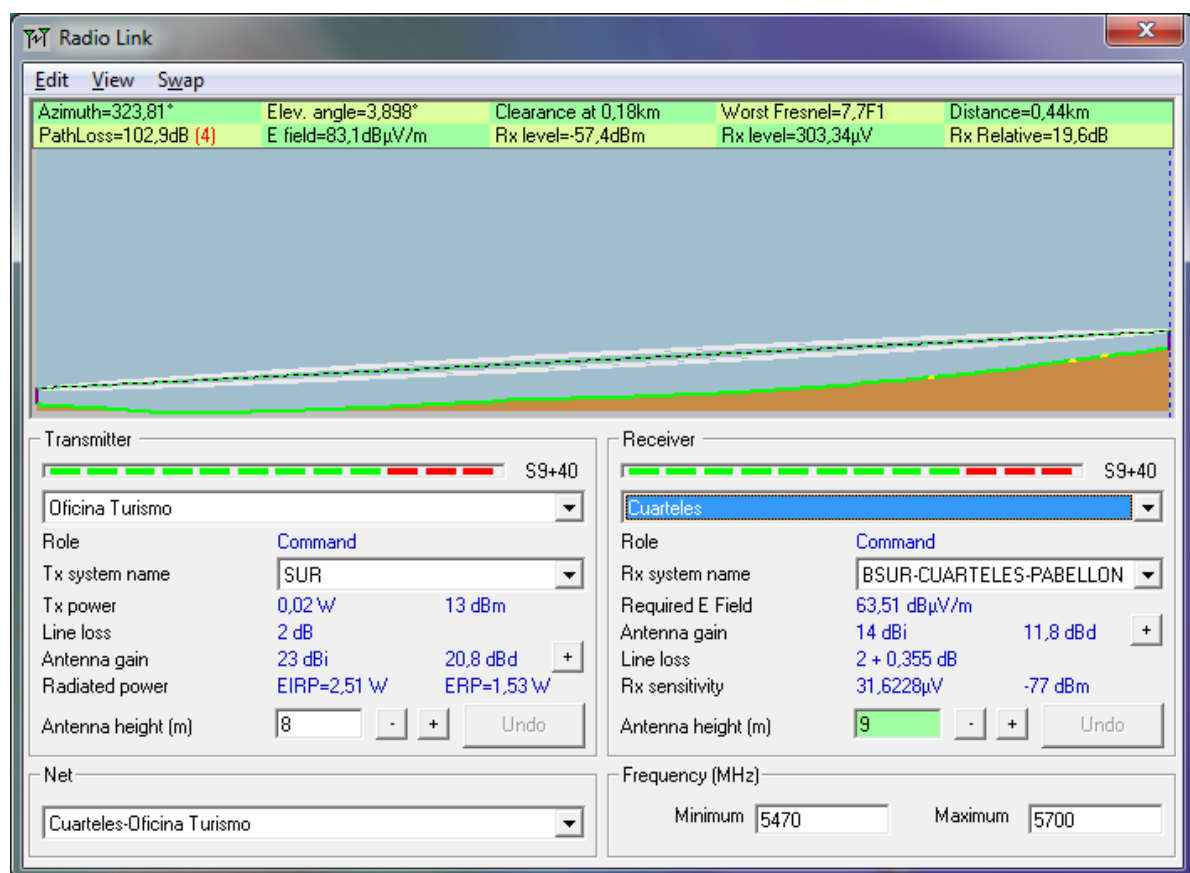 Radio Link
Edit View Swap
Azimuth=323,81° Elev. angle=3,898° Clearance at 0,18km Worst Fresnel=7,7F1 Distance=0,44km
PathLoss=102,9dB (4) E field=83,1dBµV/m Rx level=-57,4dBm Rx level=303,34µV Rx Relative=19,6dB
Transmitter
S9+40
Oficina Turismo
Role Command
Tx system name SUR
Tx power 0,02 W 13 dBm
Line loss 2 dB
Antenna gain 23 dBi 20,8 dBd +
Radiated power EIRP=2,51 W ERP=1,53 W
Antenna height (m) 8 - + Undo
Net
Cuarteles-Oficina Turismo
Receiver
S9+40
Cuarteles
Role Command
Rx system name BSUR-CUARTELES-PABELLON
Required E Field 63,51 dBµV/m
Antenna gain 14 dBi 11,8 dBd +
Line loss 2 + 0,355 dB
Rx sensitivity 31,6228µV -77 dBm
Antenna height (m) 9 - + Undo
Frequency (MHz)
Minimum 5470 Maximum 5700